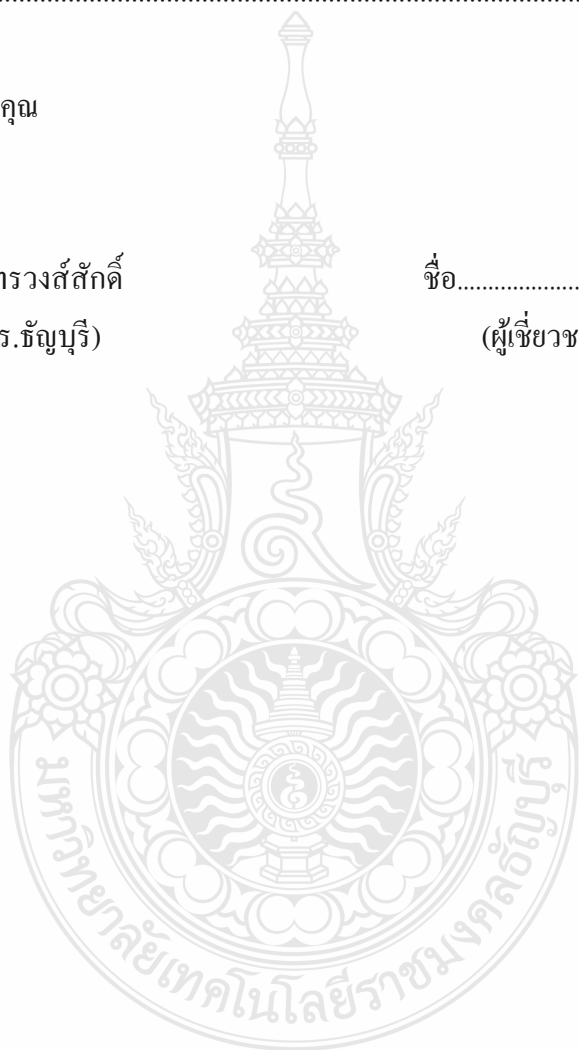 ................................................................................
คุณ
ทรวงส์สักดิ์ ชื่อ....................
ร.ธัญบุรี) (ผู้เชี่ยวช
มหาวิทยาลัยเทคโนโลยีราชมงคลธัญบุรี